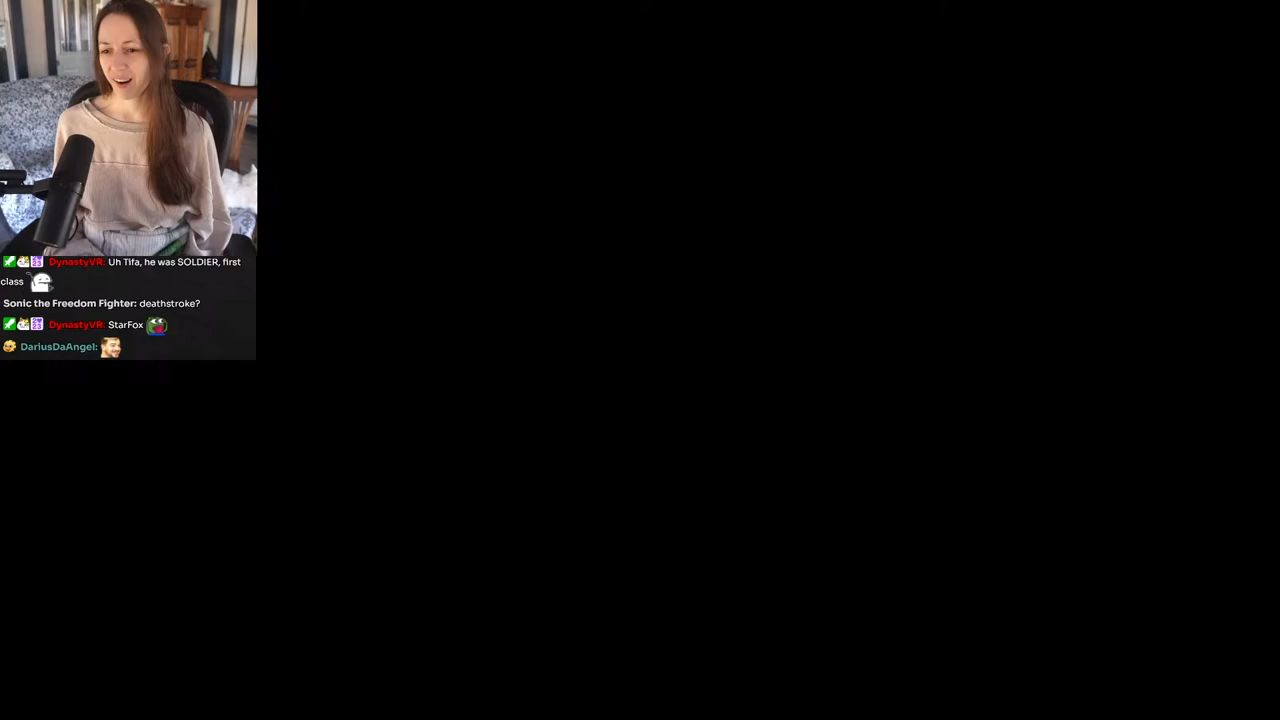 DynastyVR: Uh Tifa, he was SOLDIER, first
class
Sonic the Freedom Fighter: deathstroke?
DynastyVR: StarFox
DariusDaAngel: